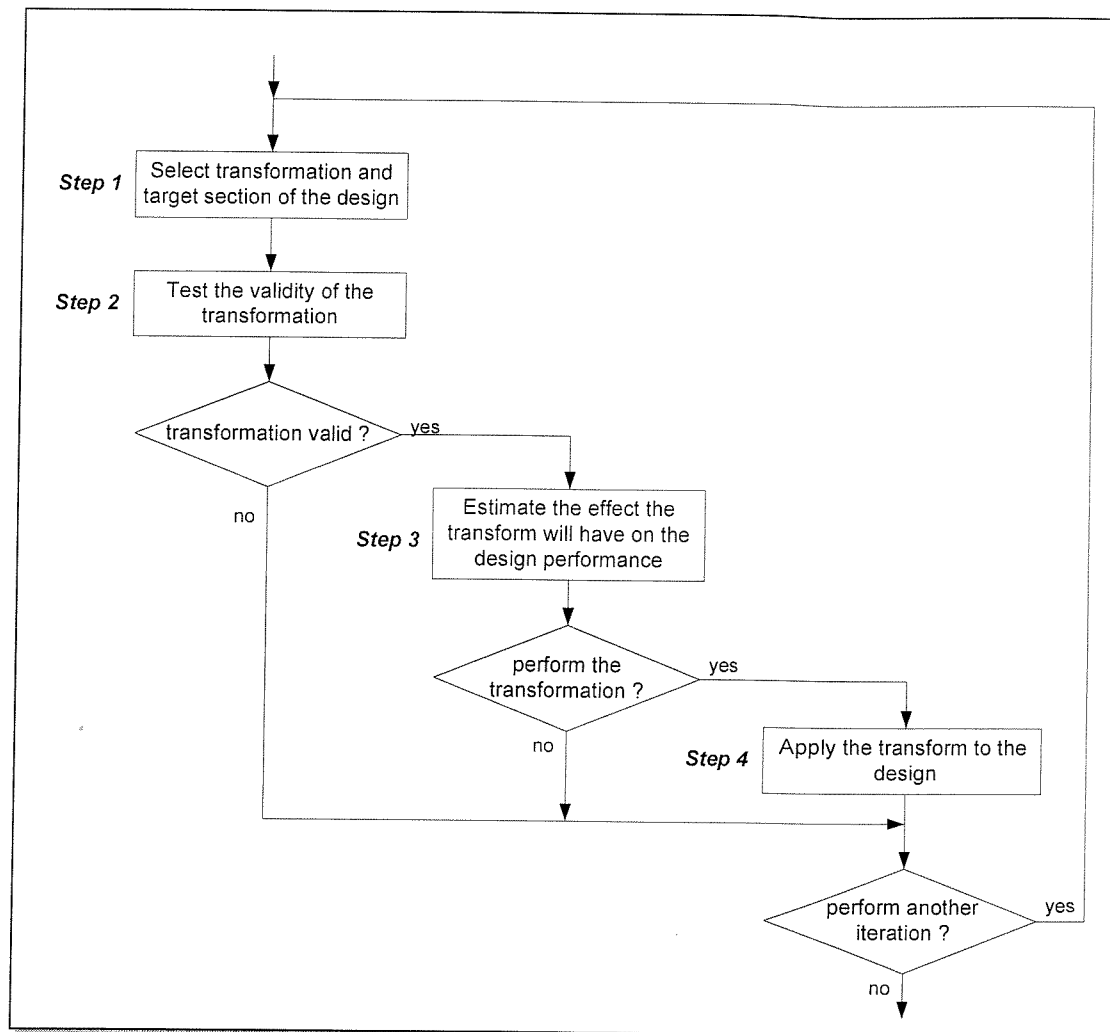 Step 1
Select transformation and
target section of the design
Step 2
Test the validity of the
transformation
transformation valid ?
yes
no
Step 3
Estimate the effect the
transform will have on the
design performance
perform the
transformation ?
yes
no
Step 4
Apply the transform to the
design
perform another
iteration ?
yes
no